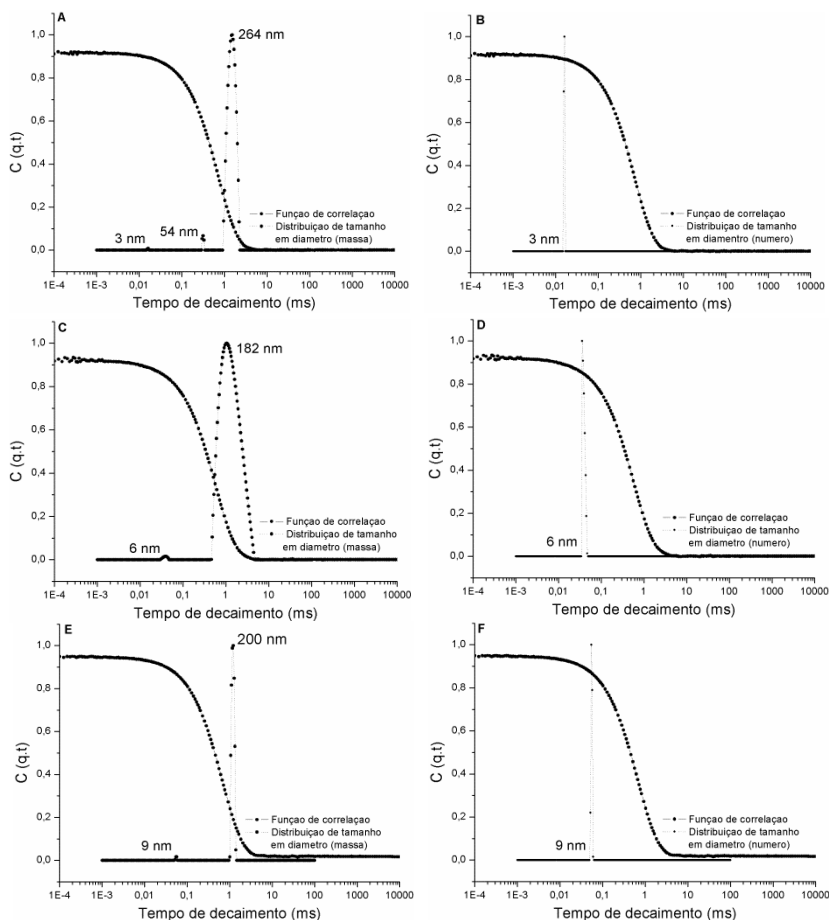 A
264 nm
1,0
0,8
0,6
0,4
0,2
0,0
C (q.t)
3 nm
54 nm
Funçao de correlaçao
Distribuiçao de tamanho
em diametro (massa)
1E-4 1E-3 0,01 0,1 1 10 100 1000 10000
Tempo de decaimento (ms)
B
1,0
0,8
0,6
0,4
0,2
0,0
C (q.t)
3 nm
Funçao de correlaçao
Distribuiçao de tamanho
em diamentro (numero)
1E-4 1E-3 0,01 0,1 1 10 100 1000 10000
Tempo de decaimento (ms)
C
182 nm
1,0
0,8
0,6
0,4
0,2
0,0
C (q.t)
6 nm
Funçao de correlaçao
Distribuiçao de tamanho
em diametro (massa)
1E-4 1E-3 0,01 0,1 1 10 100 1000 10000
Tempo de decaimento (ms)
D
1,0
0,8
0,6
0,4
0,2
0,0
C (q.t)
6 nm
Funçao de correlaçao
Distribuiçao de tamanho
em diametro (numero)
1E-4 1E-3 0,01 0,1 1 10 100 1000 10000
Tempo de decaimento (ms)
E
200 nm
1,0
0,8
0,6
0,4
0,2
0,0
C (q.t)
9 nm
Funçao de correlaçao
Distribuiçao de tamanho
em diametro (massa)
1E-4 1E-3 0,01 0,1 1 10 100 1000 10000
Tempo de decaimento (ms)
F
1,0
0,8
0,6
0,4
0,2
0,0
C (q.t)
9 nm
Funçao de correlaçao
Distribuiçao de tamanho
em diametro (numero)
1E-4 1E-3 0,01 0,1 1 10 100 1000 10000
Tempo de decaimento (ms)